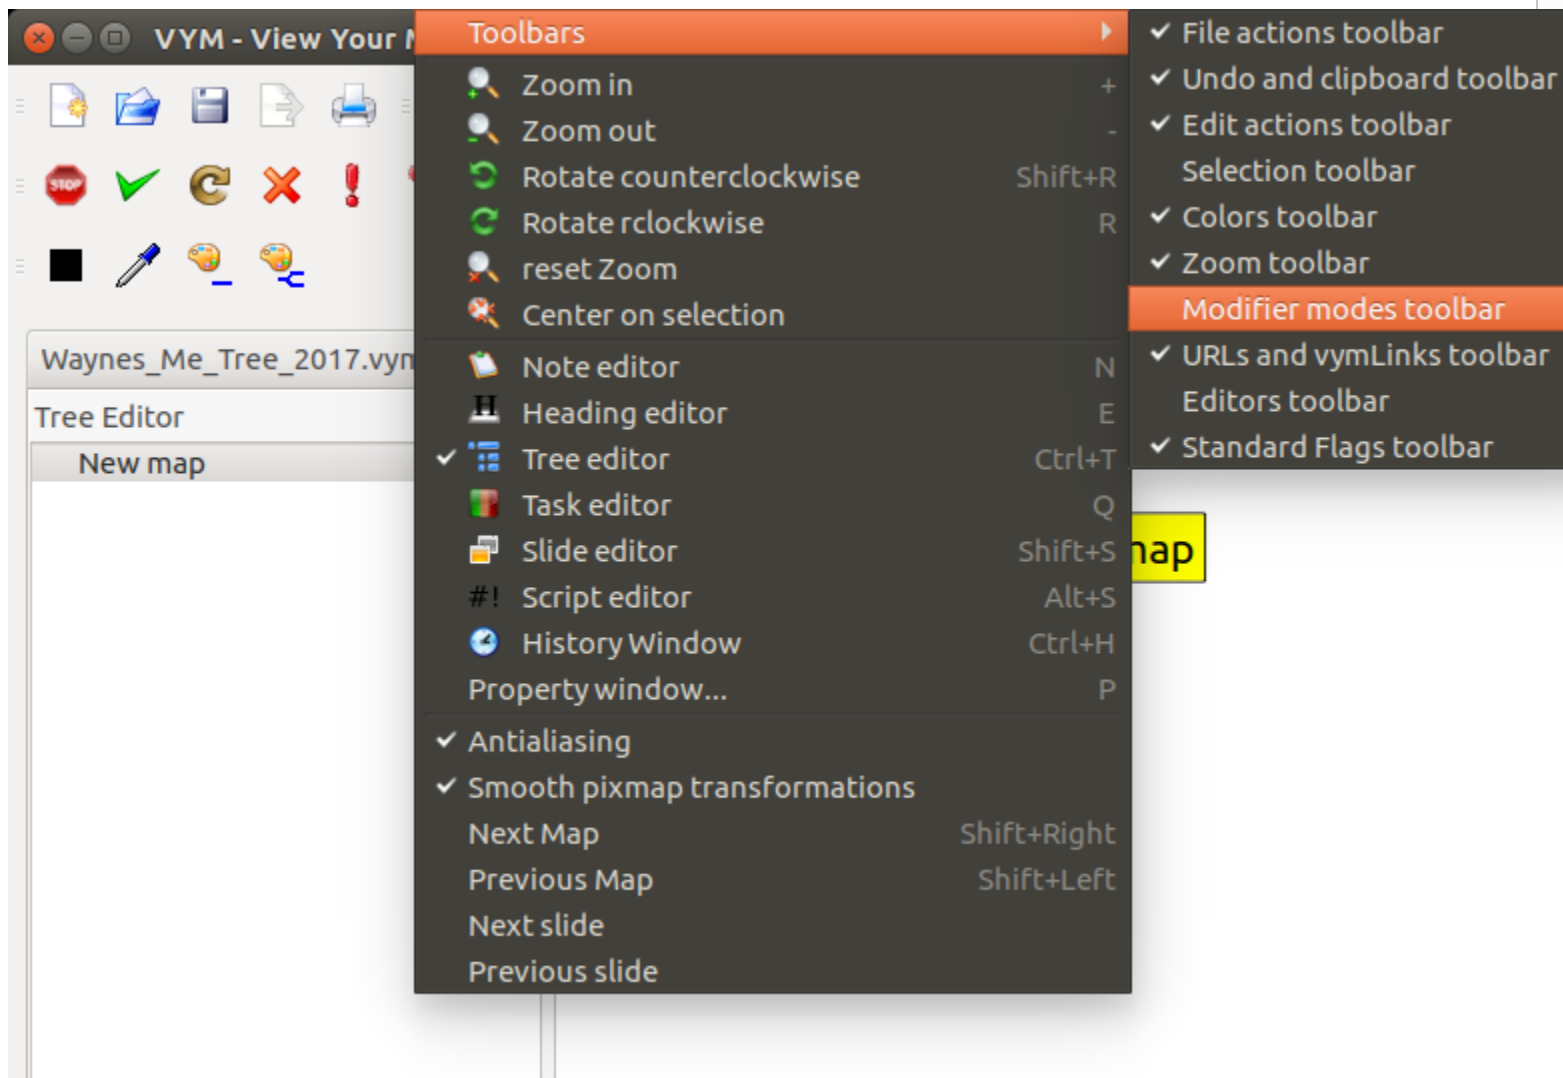 VYM - View Your M
STOP
Waynes_Me_Tree_2017.vym
Tree Editor
New map
Toolbars
Zoom in +
Zoom out -
Rotate counterclockwise Shift+R
Rotate rclockwise R
reset Zoom
Center on selection
Note editor N
H Heading editor E
Tree editor Ctrl+T
Task editor Q
Slide editor Shift+S
#! Script editor Alt+S
History Window Ctrl+H
Property window... P
Antialiasing
Smooth pixmap transformations
Next Map Shift+Right
Previous Map Shift+Left
Next slide
Previous slide
File actions toolbar
Undo and clipboard toolbar
Edit actions toolbar
Selection toolbar
Colors toolbar
Zoom toolbar
Modifier modes toolbar
URLs and vymLinks toolbar
Editors toolbar
Standard Flags toolbar
map